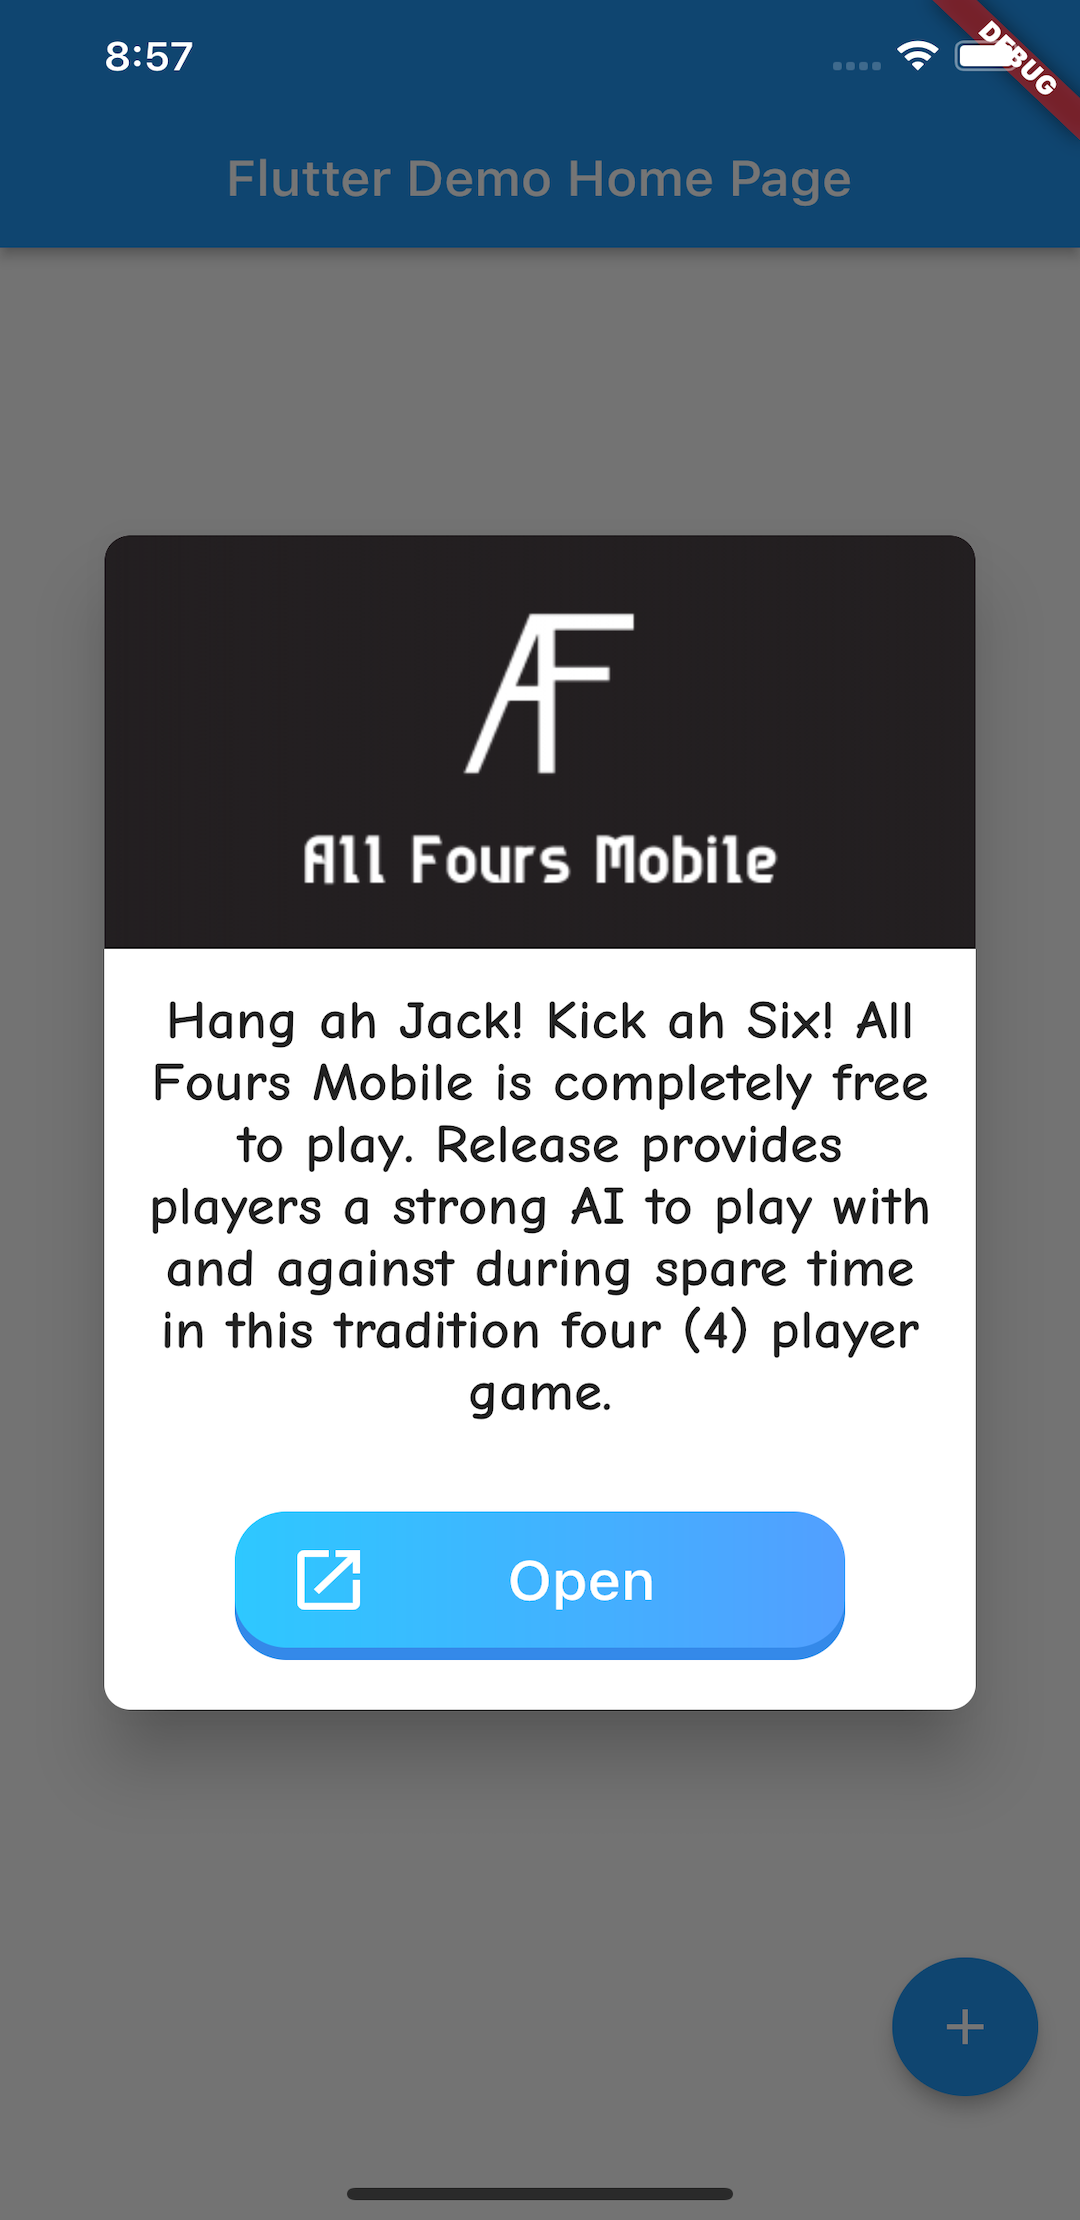 8:57
DEBUG
Flutter Demo Home Page
AF
All Fours Mobile
Hang ah Jack! Kick ah Six! All
Fours Mobile is completely free
to play. Release provides
players a strong AI to play with
and against during spare time
in this tradition four (4) player
game.
Open
+